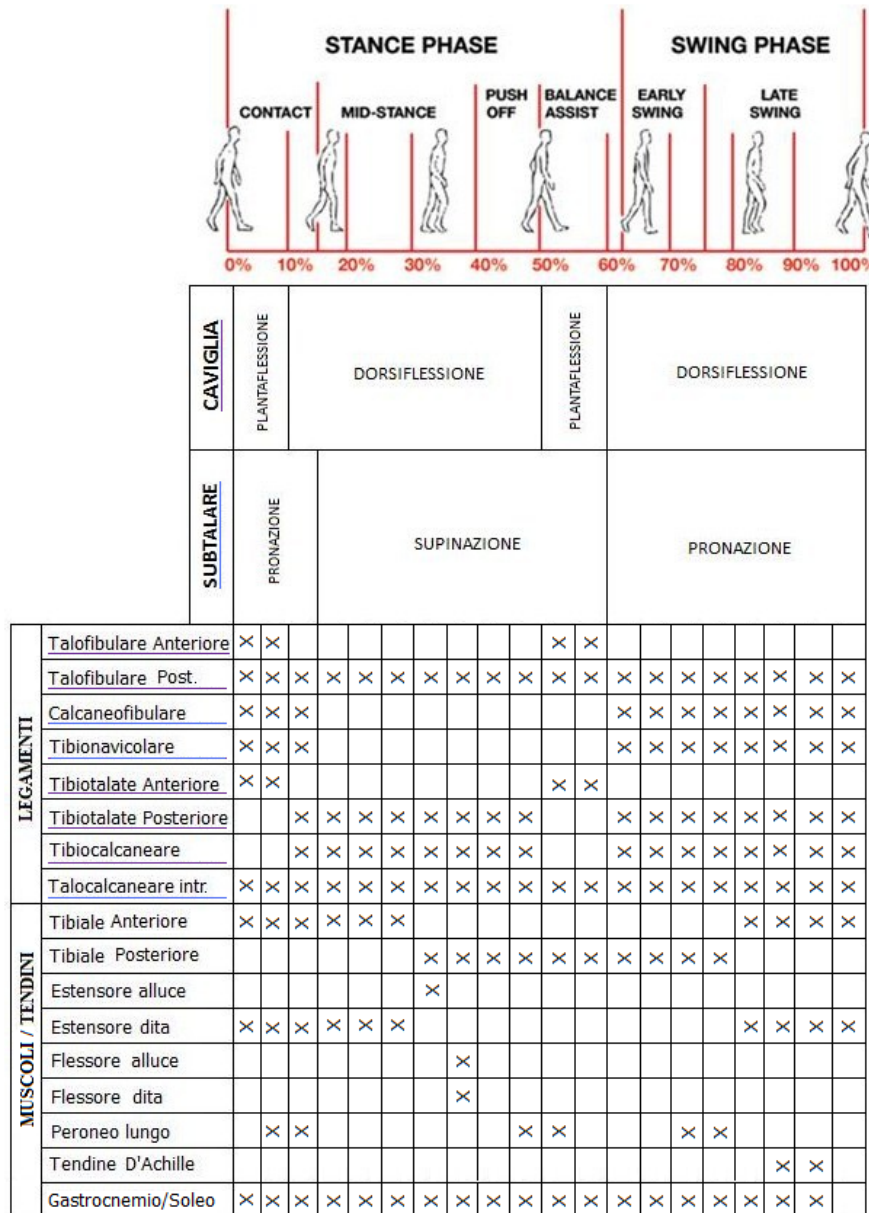 STANCE PHASE SWING PHASE
CONTACT MID-STANCE PUSH OFF BALANCE ASSIST EARLY SWING LATE SWING
0% 10% 20% 30% 40% 50% 60% 70% 80% 90% 100%
CAVIGLIA PLANTAFLESSIONE DORSIFLESSIONE PLANTAFLESSIONE DORSIFLESSIONE
SUBTALARE PRONAZIONE SUPINAZIONE PRONAZIONE
LEGAMENTI
Talofibulare Anteriore X X X X
Talofibulare Post. X X X X X X X X X X X X X X X X X X X X
Calcaneofibulare X X X X X X X X X X X
Tibionavicolare X X X X X X X X X X X
Tibiotalate Anteriore X X X X
Tibiotalate Posteriore X X X X X X X X X X X X X X X X
Tibiocalcaneare X X X X X X X X X X X X X X X X
Talocalcaneare intr. X X X X X X X X X X X X X X X X X X X X
MUSCOLI / TENDINI
Tibiale Anteriore X X X X X X X X X X
Tibiale Posteriore X X X X X X X X X X
Estensore alluce X
Estensore dita X X X X X X X X X X
Flessore alluce X
Flessore dita X
Peroneo lungo X X X X X X
Tendine D'Achille X X
Gastrocnemio/Soleo X X X X X X X X X X X X X X X X X X X